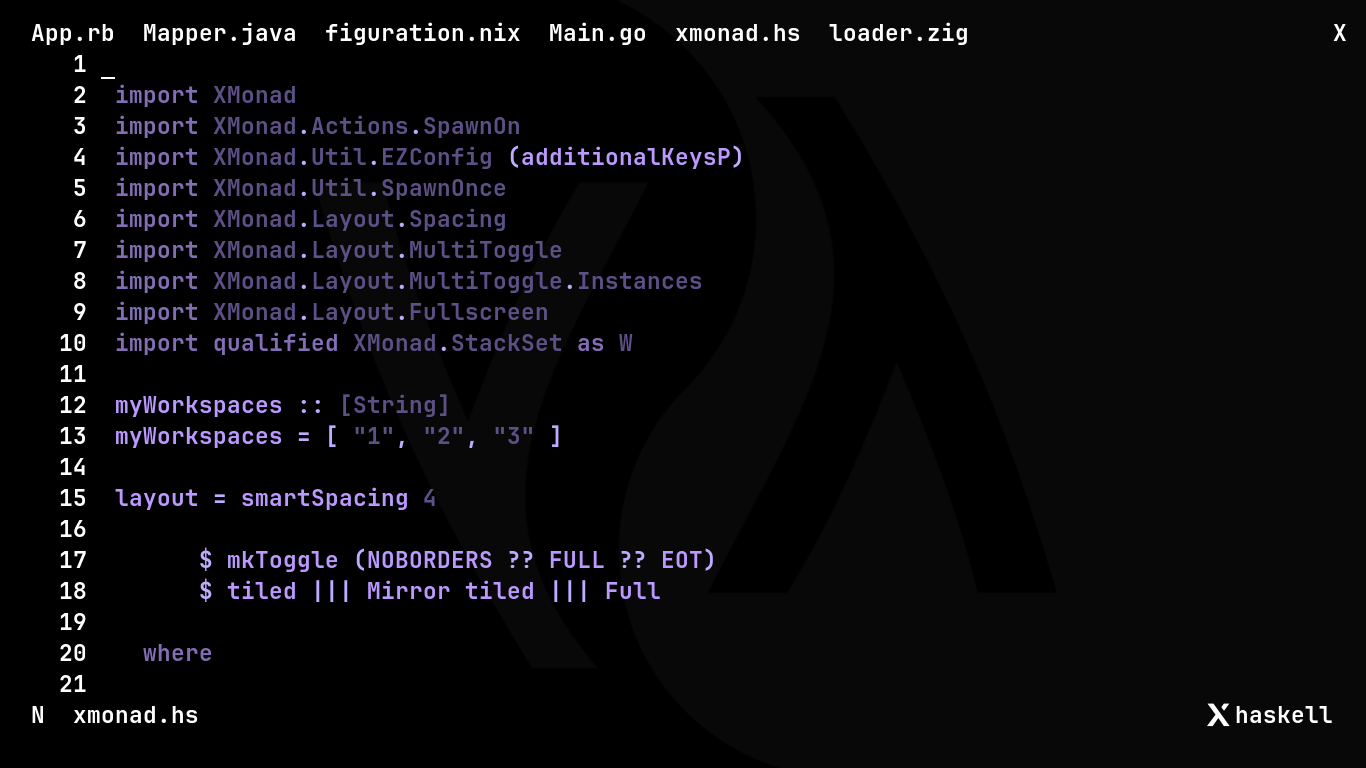 App.rb  Mapper.java  figuration.nix  Main.go  xmonad.hs  loader.zig  X
1 _
2  import XMonad
3  import XMonad.Actions.SpawnOn
4  import XMonad.Util.EZConfig (additionalKeysP)
5  import XMonad.Util.SpawnOnce
6  import XMonad.Layout.Spacing
7  import XMonad.Layout.MultiToggle
8  import XMonad.Layout.MultiToggle.Instances
9  import XMonad.Layout.Fullscreen
10  import qualified XMonad.StackSet as W
11
12  myWorkspaces :: [String]
13  myWorkspaces = [ "1", "2", "3" ]
14
15  layout = smartSpacing 4
16
17        $ mkToggle (NOBORDERS ?? FULL ?? EOT)
18        $ tiled ||| Mirror tiled ||| Full
19
20    where
21
N  xmonad.hs  haskell